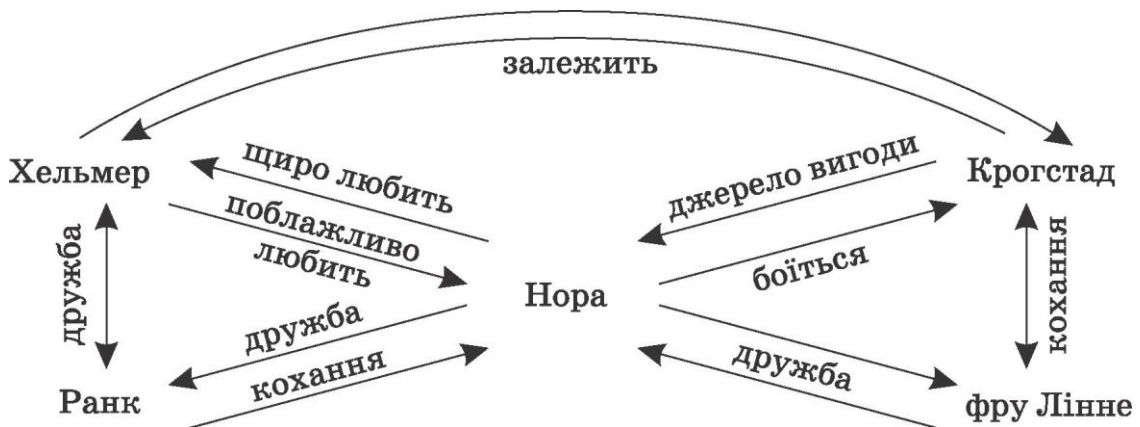 залежить
Хельмер
щиро любить
джерело вигоди
Крогстад
поблажливо
любить
боїться
дружба
кохання
Нора
дружба
дружба
кохання
Ранк
фру Лінне